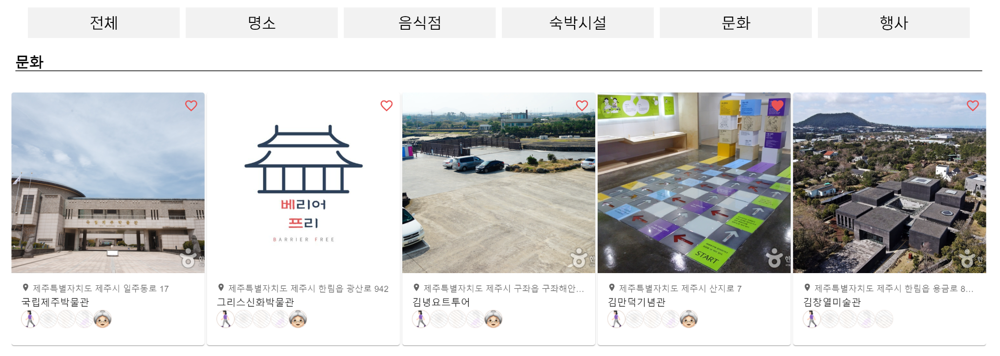 전체
명소
음식점
숙박시설
문화
행사
문화
베리어
프리
BARRIER FREE
국립제주박물관
START
제주특별자치도 제주시 일주동로 17
국립제주박물관
제주특별자치도 제주시 한림읍 광산로 942
그리스신화박물관
제주특별자치도 제주시 구좌읍 구좌해안...
김녕요트투어
제주특별자치도 제주시 산지로 7
김만덕기념관
제주특별자치도 제주시 한림읍 용금로 8...
김창열미술관